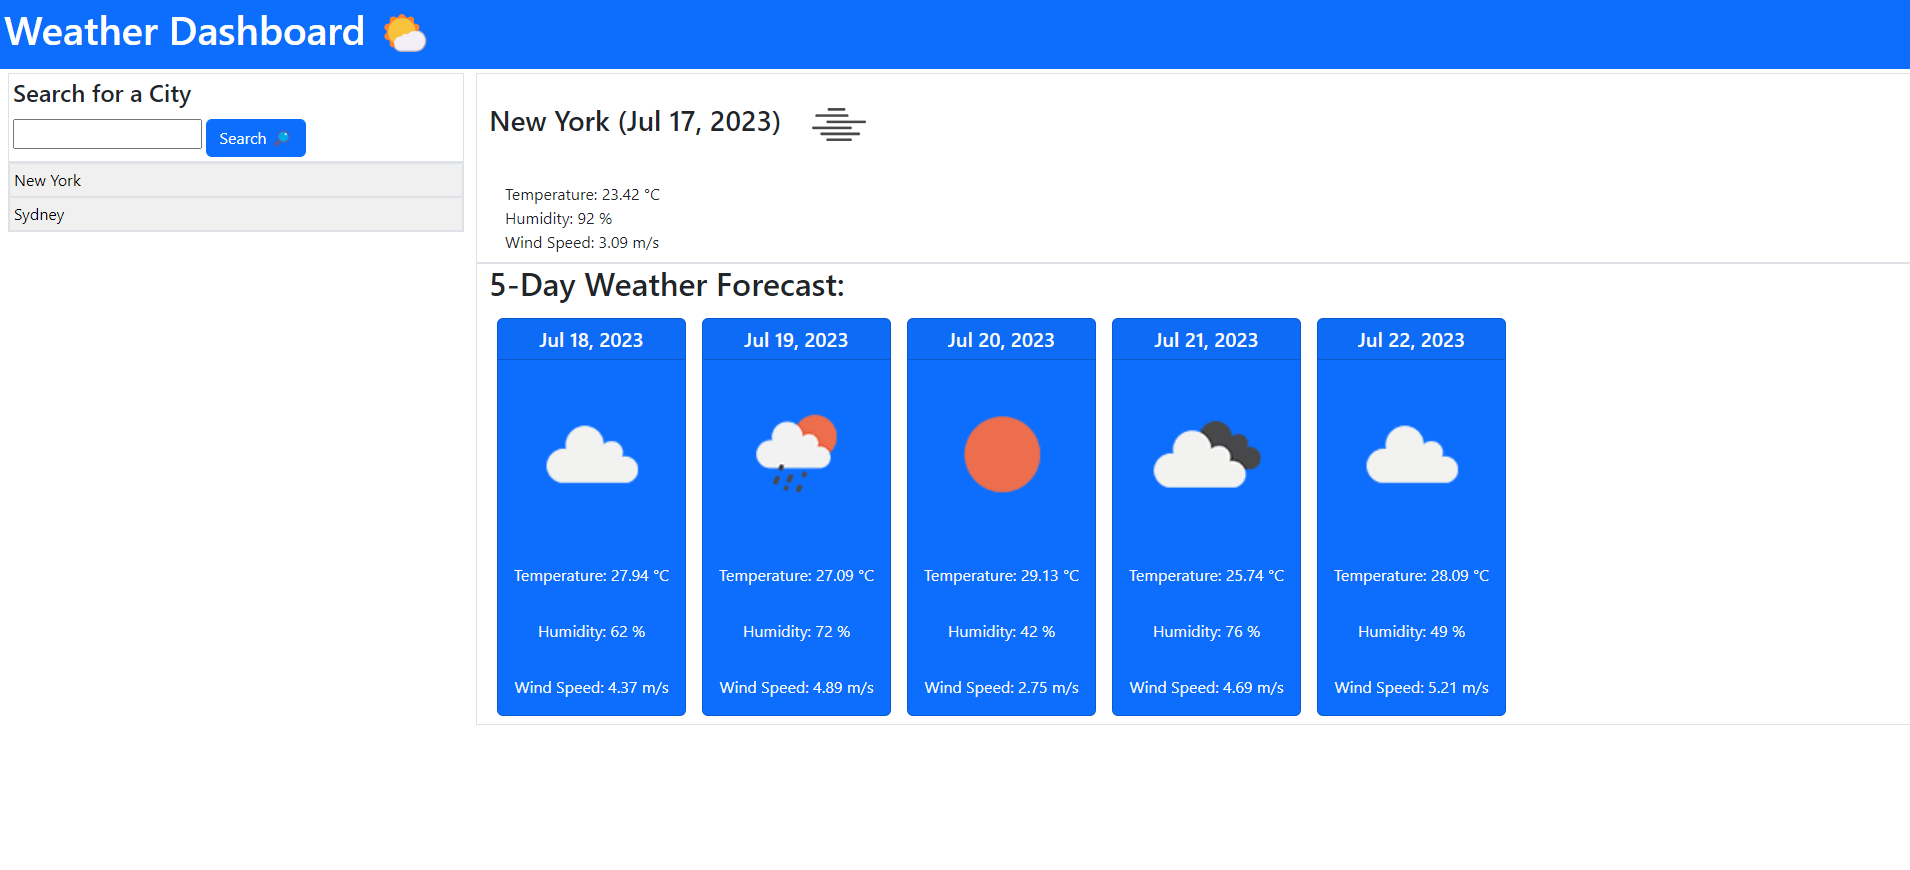 Weather Dashboard
Search for a City
Search
New York
Sydney
New York (Jul 17, 2023)
Temperature: 23.42 °C
Humidity: 92 %
Wind Speed: 3.09 m/s
5-Day Weather Forecast:
Jul 18, 2023
Temperature: 27.94 °C
Humidity: 62 %
Wind Speed: 4.37 m/s
Jul 19, 2023
Temperature: 27.09 °C
Humidity: 72 %
Wind Speed: 4.89 m/s
Jul 20, 2023
Temperature: 29.13 °C
Humidity: 42 %
Wind Speed: 2.75 m/s
Jul 21, 2023
Temperature: 25.74 °C
Humidity: 76 %
Wind Speed: 4.69 m/s
Jul 22, 2023
Temperature: 28.09 °C
Humidity: 49 %
Wind Speed: 5.21 m/s